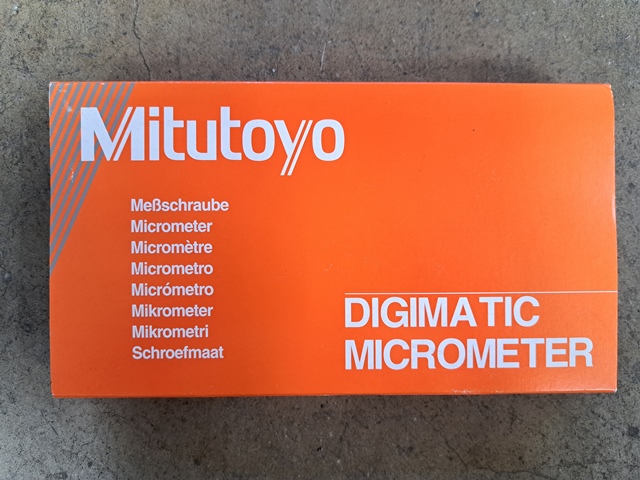 Mitutoyo
Meßschraube
Micrometer
Micromètre
Micrometro
Micrómetro
Mikrometer
Mikrometri
Schroefmaat
DIGIMATIC
MICROMETER